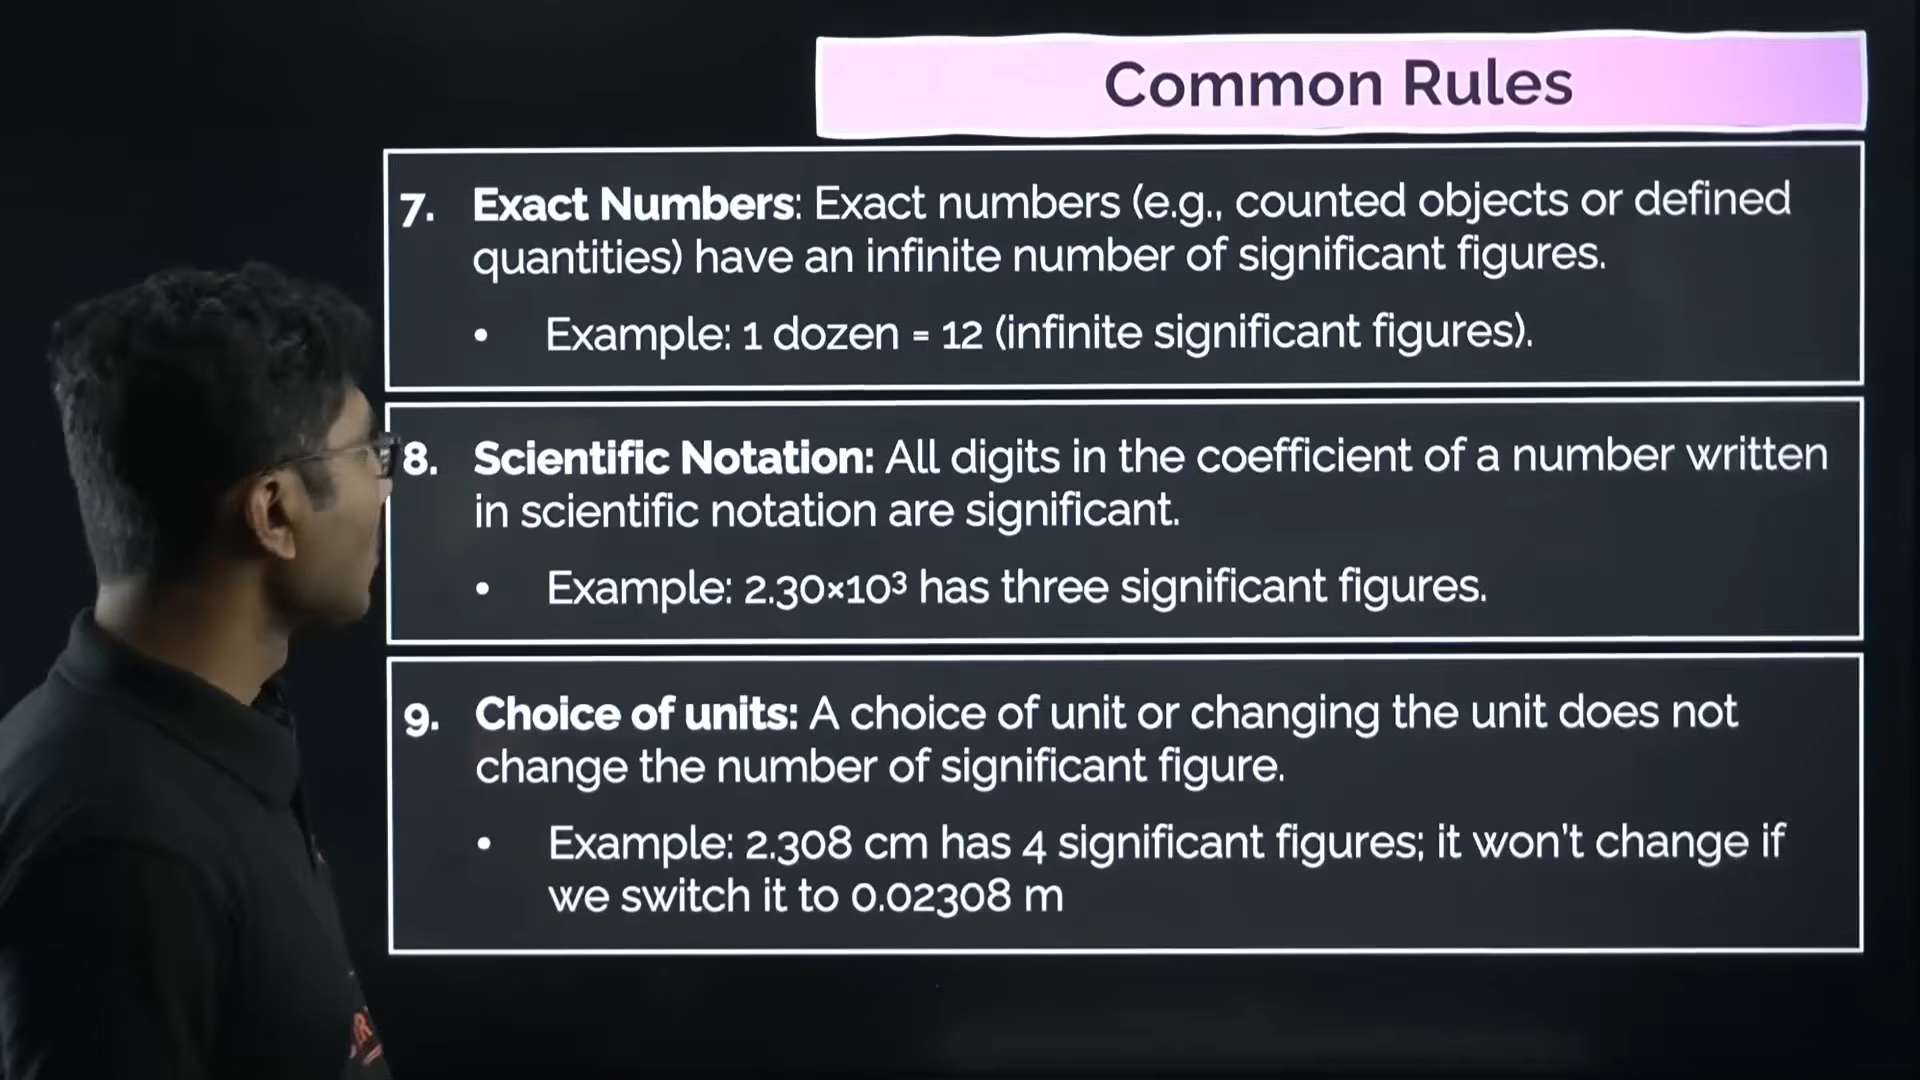 Common Rules
7. Exact Numbers: Exact numbers (e.g., counted objects or defined
quantities) have an infinite number of significant figures.
• Example: 1 dozen = 12 (infinite significant figures).
8. Scientific Notation: All digits in the coefficient of a number written
in scientific notation are significant.
• Example: 2.30×10³ has three significant figures.
9. Choice of units: A choice of unit or changing the unit does not
change the number of significant figure.
• Example: 2.308 cm has 4 significant figures; it won't change if
we switch it to 0.02308 m